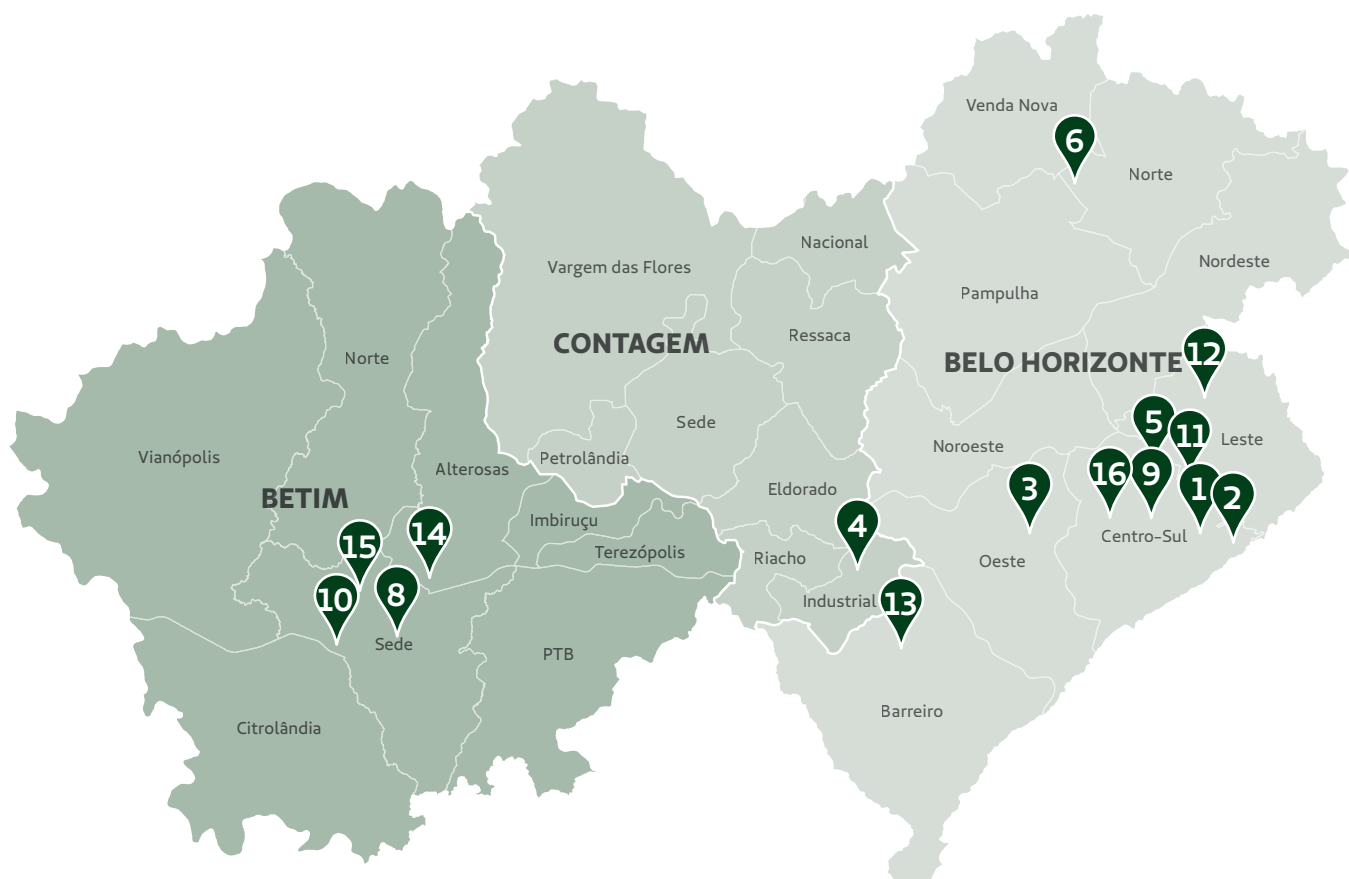 Venda Nova
6
Norte
Nacional
Vargem das Flores
Nordeste
Pampulha
Ressaca
CONTAGEM
Norte
BELO HORIZONTE
12
Sede
5
11
Leste
Noroeste
Vianópolis
Petrolândia
Alterosas
16
9
1
2
3
Eldorado
BETIM
Imbiruçu
4
14
15
Centro-Sul
Terezópolis
Riacho
Oeste
10
8
Industrial
13
Sede
PTB
Barreiro
Citrolândia